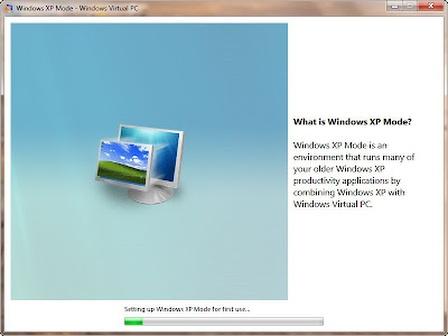 Windows XP Mode - Windows Virtual PC
What is Windows XP Mode?
Windows XP Mode is an
environment that runs many of
your older Windows XP
productivity applications by
combining Windows XP with
Windows Virtual PC.
Setting up Windows XP Mode for first use...